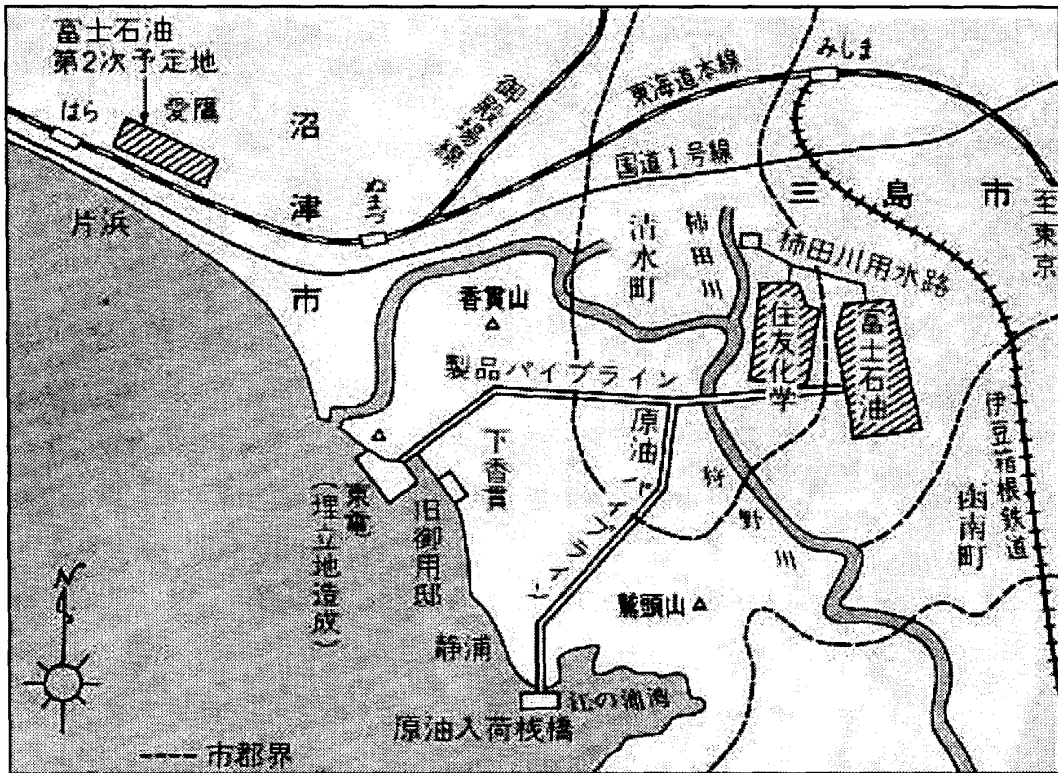 富士石油
第2次予定地
はら
愛鷹
沼
津
市
片浜
ぬまづ
御殿場線
東海道本線
国道1号線
みしま
三島市
至東京
清水町
柿田川
柿田川用水路
住友化学
富士石油
香貫山
製品パイプライン
原油パイプライン
下香貫
東電
(埋立地造成)
旧御用邸
狩野川
伊豆箱根鉄道
函南町
鷲頭山
静浦
江の浦湾
原油入荷桟橋
N
S
市郡界